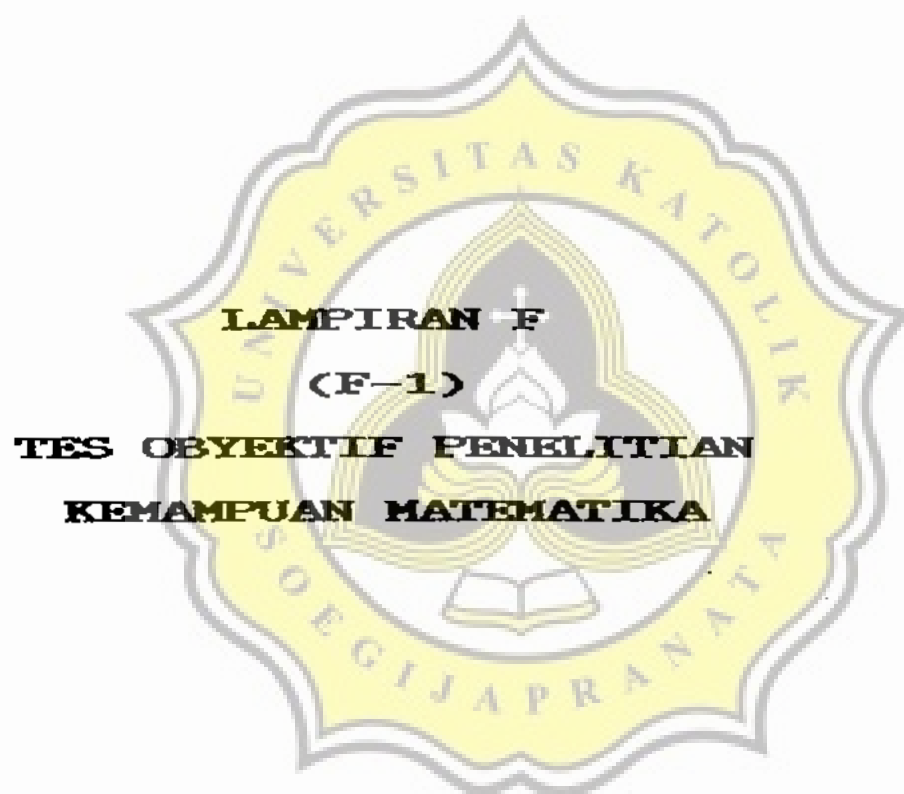 UNIVERSITAS KATOLIK
LAMPIRAN F
(F-1)
TES OBYEKTIF PENELITIAN
KEMAMPUAN MATEMATIKA
SOEGIJAPRANATA